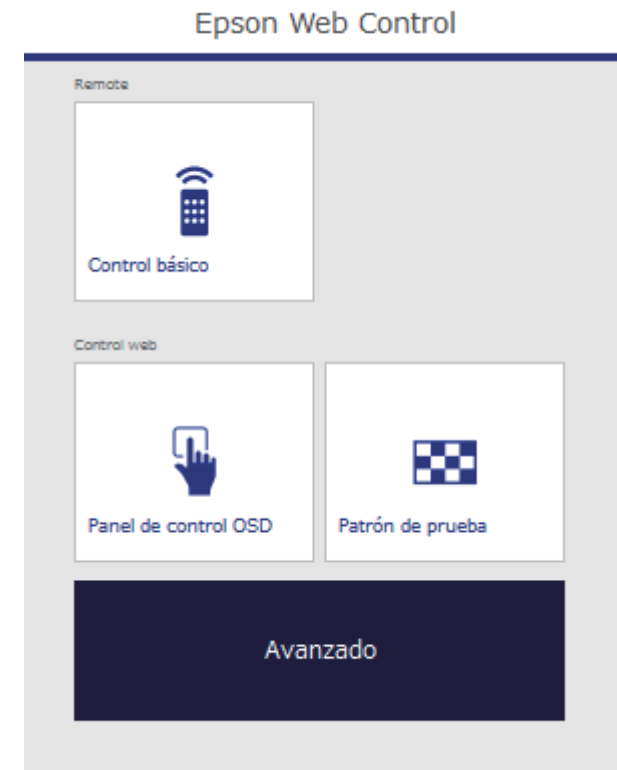 Epson Web Control
Remote
Control básico
Control web
Panel de control OSD
Patrón de prueba
Avanzado